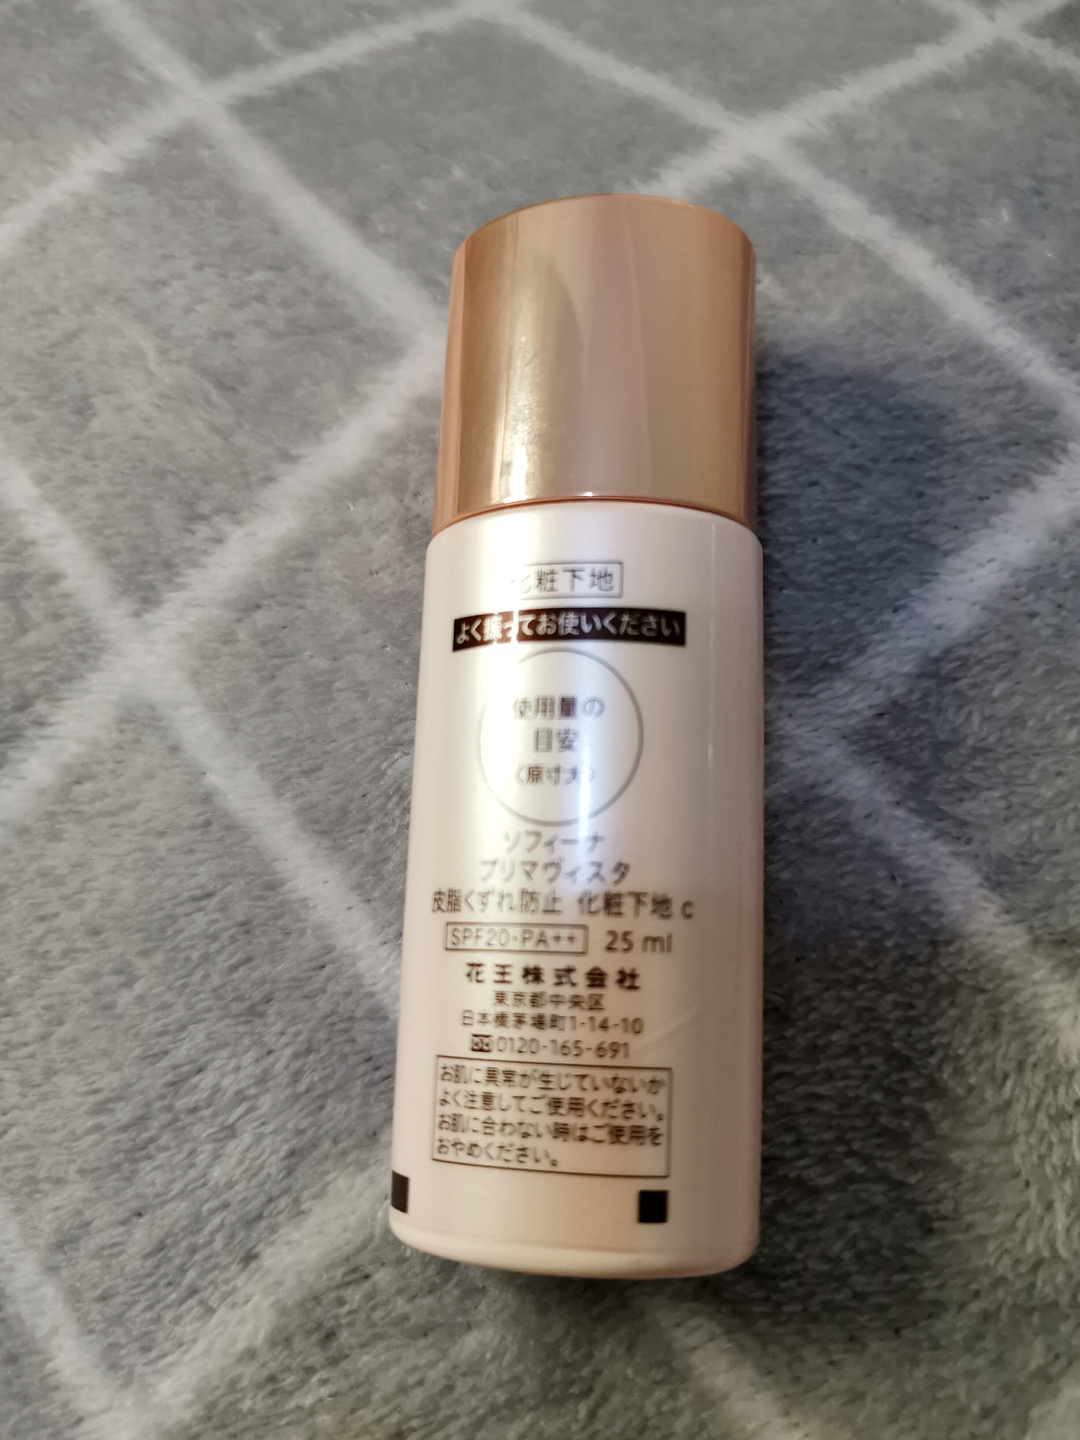 化粧下地
よく振ってお使いください
使用量の
目安
〈原寸大〉
ソフィーナ
プリマヴィスタ
皮脂くずれ防止 化粧下地 c
SPF20・PA++ 25 ml
花王株式会社
東京都中央区
日本橋茅場町1-14-10
0120-165-691
お肌に異常が生じていないか
よく注意してご使用ください。
お肌に合わない時はご使用を
おやめください。